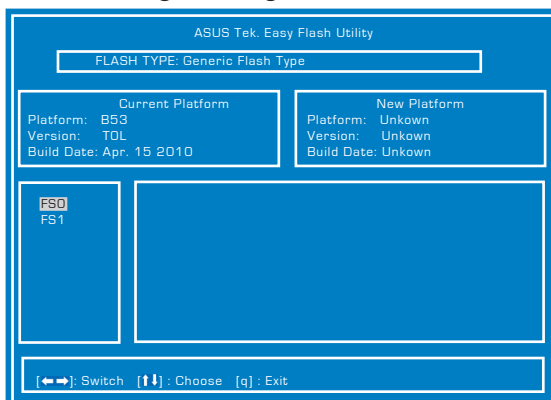 ASUS Tek. Easy Flash Utility
FLASH TYPE: Generic Flash Type
Current Platform
Platform: B53
Version: TOL
Build Date: Apr. 15 2010
New Platform
Platform: Unkown
Version: Unkown
Build Date: Unkown
FS0
FS1
[←→]: Switch [↑↓] : Choose [q] : Exit